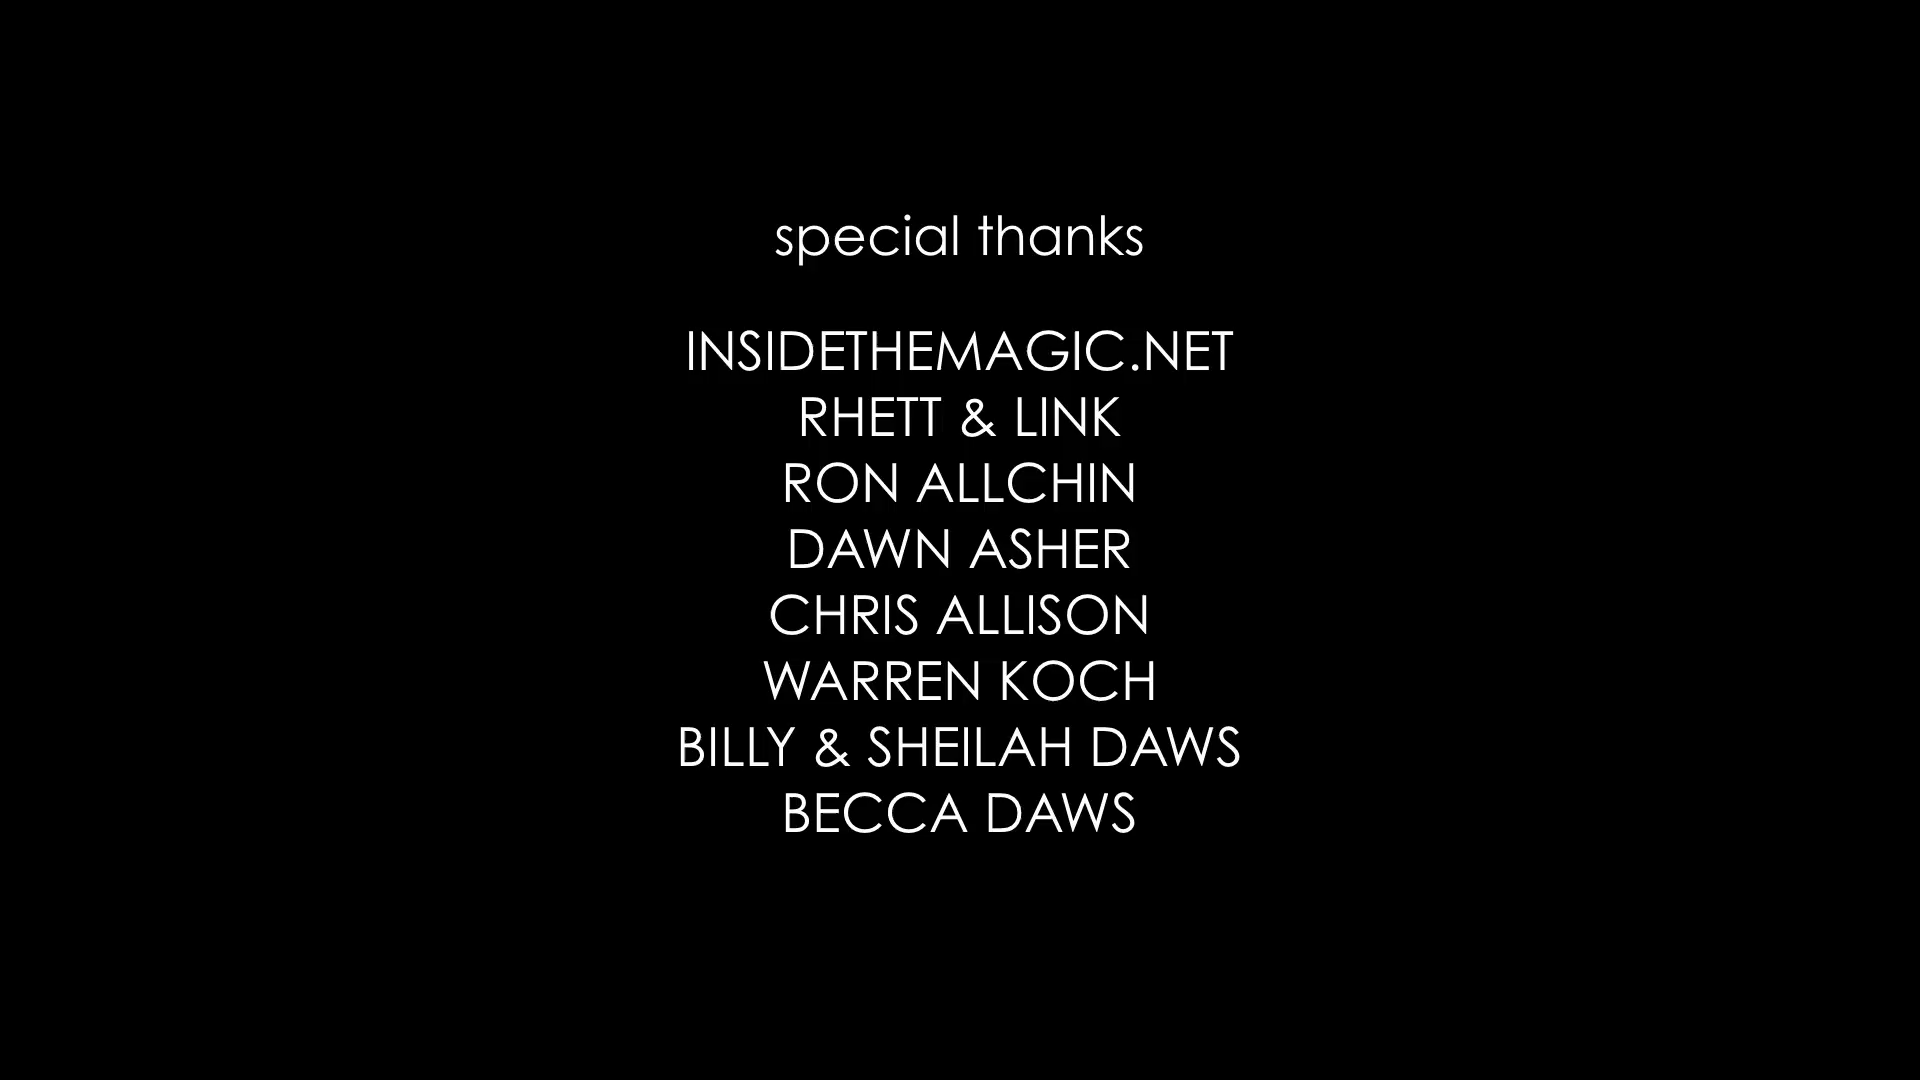 special thanks
INSIDETHEMAGIC.NET
RHETT & LINK
RON ALLCHIN
DAWN ASHER
CHRIS ALLISON
WARREN KOCH
BILLY & SHEILAH DAWS
BECCA DAWS